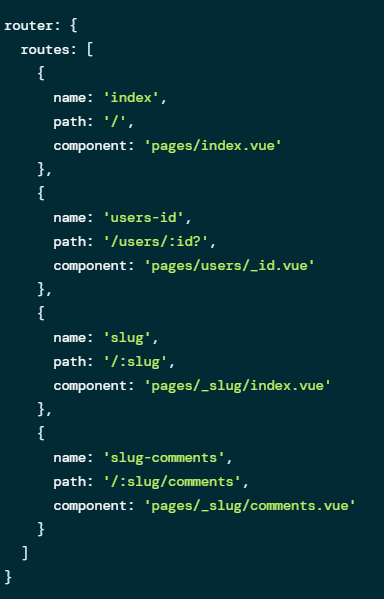 router: {
  routes: [
    {
      name: 'index',
      path: '/',
      component: 'pages/index.vue'
    },
    {
      name: 'users-id',
      path: '/users/:id?',
      component: 'pages/users/_id.vue'
    },
    {
      name: 'slug',
      path: '/:slug',
      component: 'pages/_slug/index.vue'
    },
    {
      name: 'slug-comments',
      path: '/:slug/comments',
      component: 'pages/_slug/comments.vue'
    }
  ]
}